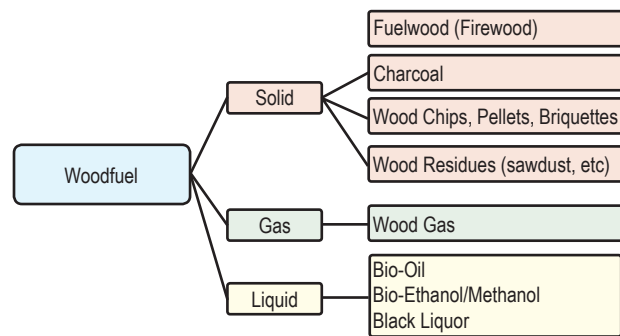 Fuelwood (Firewood)
Solid
Charcoal
Wood Chips, Pellets, Briquettes
Woodfuel
Wood Residues (sawdust, etc)
Gas
Wood Gas
Liquid
Bio-Oil
Bio-Ethanol/Methanol
Black Liquor